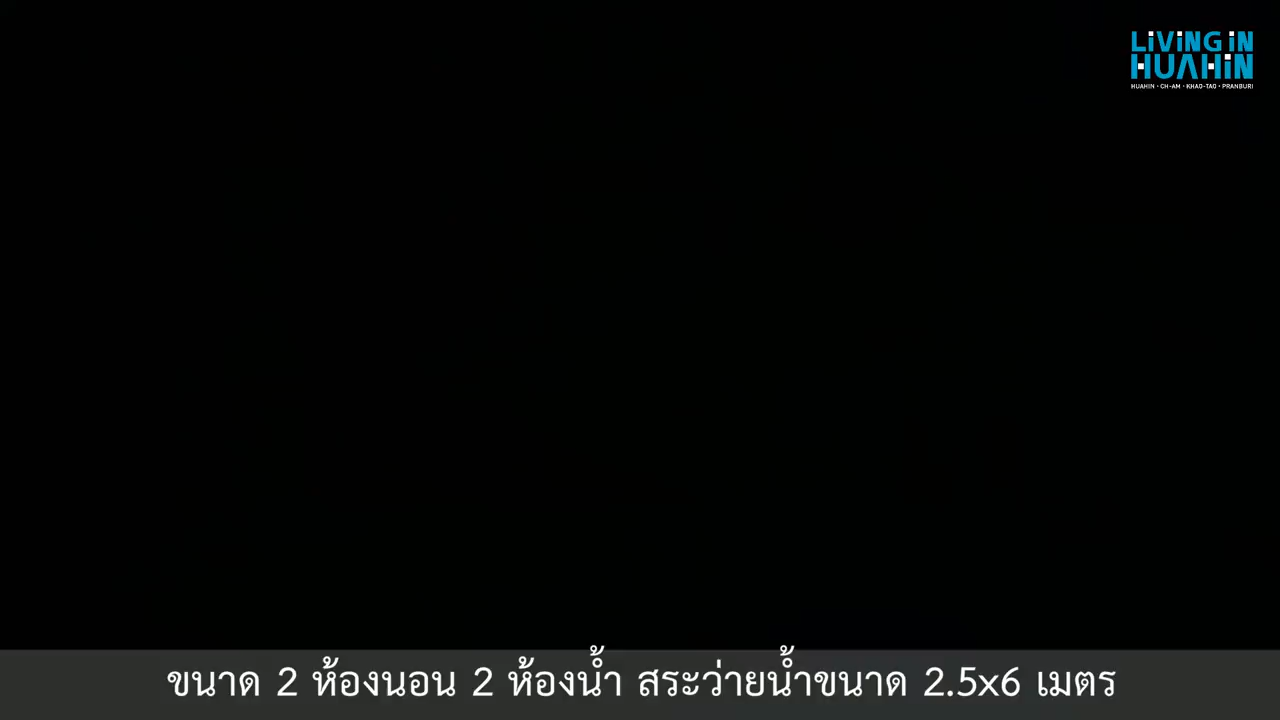 LiViNG iN
HUAHiN
HUAHIN • CH-AM • KHAO-TAO • PRANBURI
ขนาด 2 ห้องนอน 2 ห้องน้ำ สระว่ายน้ำขนาด 2.5x6 เมตร